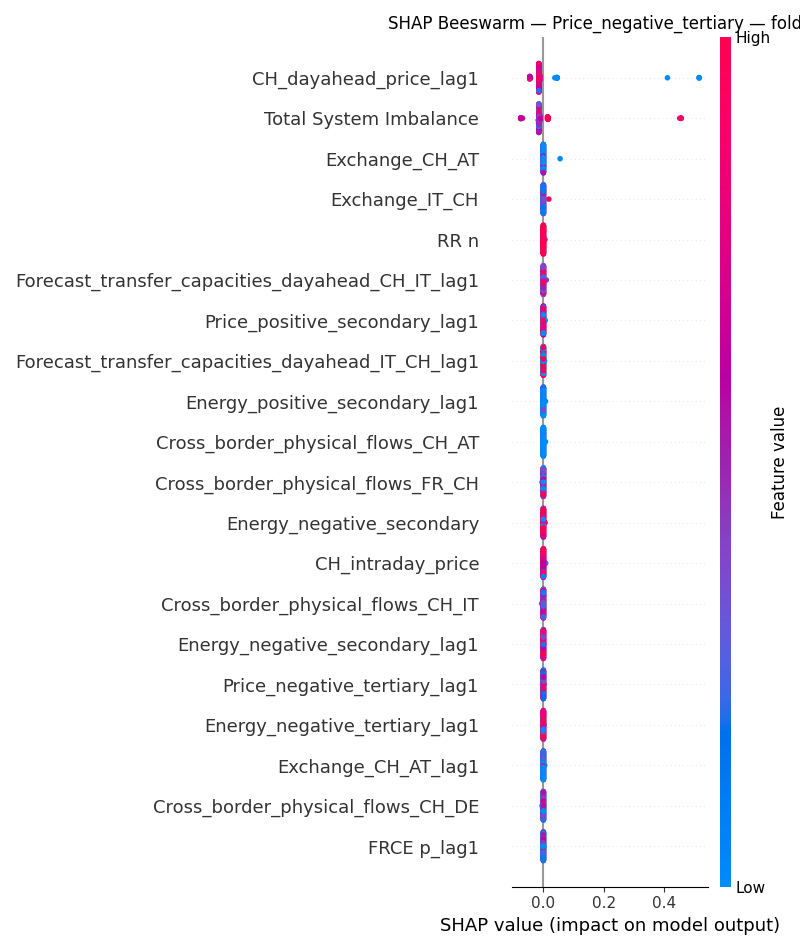 SHAP Beeswarm — Price_negative_tertiary — fold
High
CH_dayahead_price_lag1
Total System Imbalance
Exchange_CH_AT
Exchange_IT_CH
RR n
Forecast_transfer_capacities_dayahead_CH_IT_lag1
Price_positive_secondary_lag1
Forecast_transfer_capacities_dayahead_IT_CH_lag1
Energy_positive_secondary_lag1
Cross_border_physical_flows_CH_AT
Cross_border_physical_flows_FR_CH
Energy_negative_secondary
CH_intraday_price
Cross_border_physical_flows_CH_IT
Energy_negative_secondary_lag1
Price_negative_tertiary_lag1
Energy_negative_tertiary_lag1
Exchange_CH_AT_lag1
Cross_border_physical_flows_CH_DE
FRCE p_lag1
Feature value
Low
0.0 0.2 0.4
SHAP value (impact on model output)